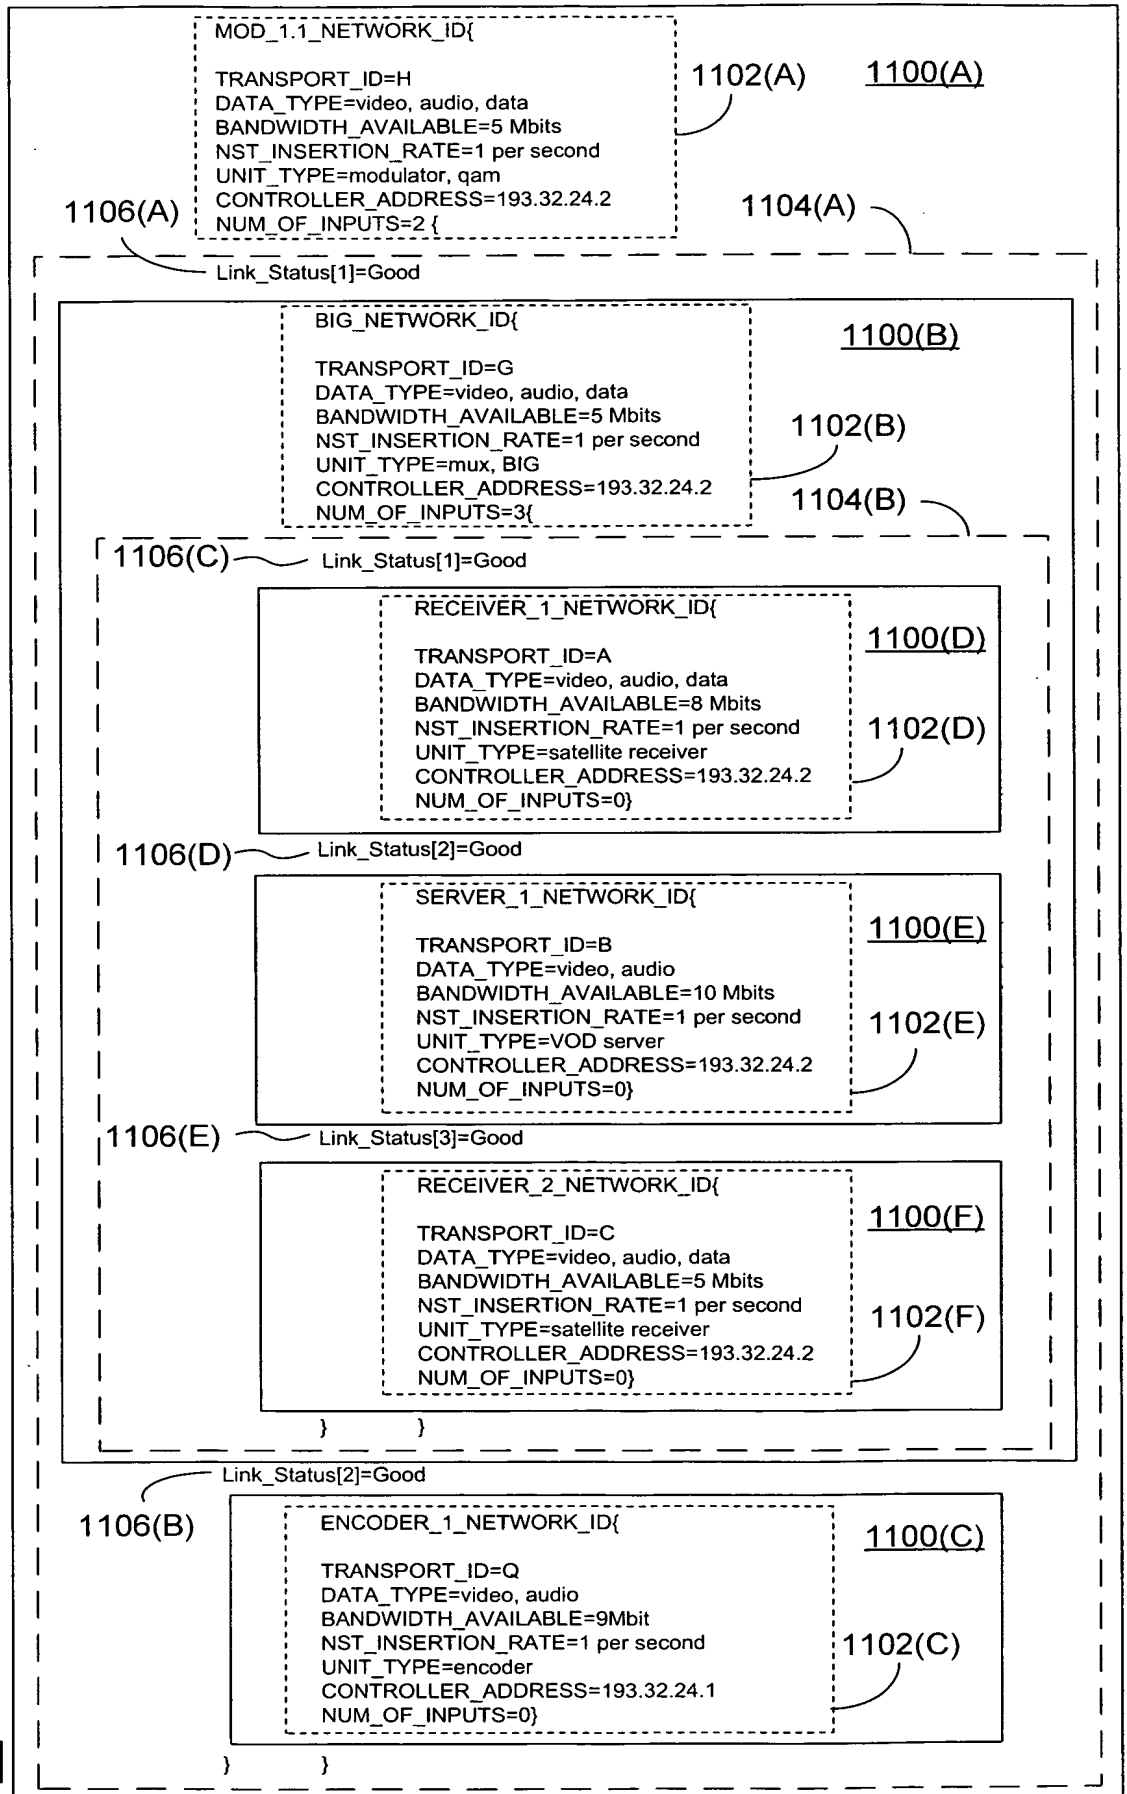 MOD_1.1_NETWORK_ID{
1102(A)
1100(A)
TRANSPORT_ID=H
DATA_TYPE=video, audio, data
BANDWIDTH_AVAILABLE=5 Mbits
NST_INSERTION_RATE=1 per second
UNIT_TYPE=modulator, qam
CONTROLLER_ADDRESS=193.32.24.2
NUM_OF_INPUTS=2 {
1106(A)
1104(A)
Link_Status[1]=Good
BIG_NETWORK_ID{
1100(B)
TRANSPORT_ID=G
DATA_TYPE=video, audio, data
BANDWIDTH_AVAILABLE=5 Mbits
NST_INSERTION_RATE=1 per second
UNIT_TYPE=mux, BIG
CONTROLLER_ADDRESS=193.32.24.2
NUM_OF_INPUTS=3{
1102(B)
1104(B)
1106(C)
Link_Status[1]=Good
RECEIVER_1_NETWORK_ID{
1100(D)
TRANSPORT_ID=A
DATA_TYPE=video, audio, data
BANDWIDTH_AVAILABLE=8 Mbits
NST_INSERTION_RATE=1 per second
UNIT_TYPE=satellite receiver
CONTROLLER_ADDRESS=193.32.24.2
NUM_OF_INPUTS=0}
1102(D)
1106(D)
Link_Status[2]=Good
SERVER_1_NETWORK_ID{
1100(E)
TRANSPORT_ID=B
DATA_TYPE=video, audio
BANDWIDTH_AVAILABLE=10 Mbits
NST_INSERTION_RATE=1 per second
UNIT_TYPE=VOD server
CONTROLLER_ADDRESS=193.32.24.2
NUM_OF_INPUTS=0}
1102(E)
1106(E)
Link_Status[3]=Good
RECEIVER_2_NETWORK_ID{
1100(F)
TRANSPORT_ID=C
DATA_TYPE=video, audio, data
BANDWIDTH_AVAILABLE=5 Mbits
NST_INSERTION_RATE=1 per second
UNIT_TYPE=satellite receiver
CONTROLLER_ADDRESS=193.32.24.2
NUM_OF_INPUTS=0}
1102(F)
} }
Link_Status[2]=Good
1106(B)
ENCODER_1_NETWORK_ID{
1100(C)
TRANSPORT_ID=Q
DATA_TYPE=video, audio
BANDWIDTH_AVAILABLE=9Mbit
NST_INSERTION_RATE=1 per second
UNIT_TYPE=encoder
CONTROLLER_ADDRESS=193.32.24.1
NUM_OF_INPUTS=0}
1102(C)
} }